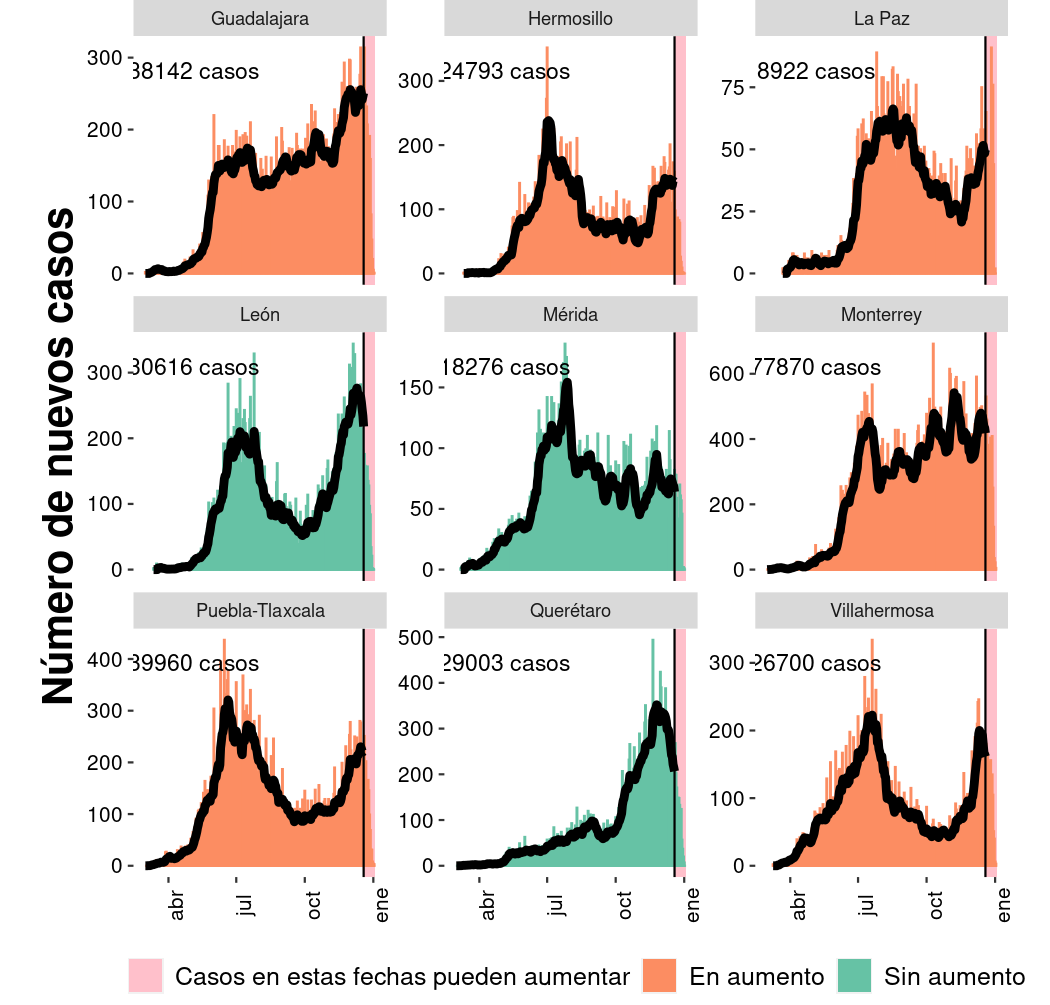 Número de nuevos casos
Guadalajara
Hermosillo
La Paz
38142 casos
24793 casos
8922 casos
300
200
100
0
300
200
100
0
75
50
25
0
León
Mérida
Monterrey
30616 casos
18276 casos
77870 casos
300
200
100
0
150
100
50
0
600
400
200
0
Puebla-Tlaxcala
Querétaro
Villahermosa
39960 casos
29003 casos
26700 casos
400
300
200
100
0
500
400
300
200
100
0
300
200
100
0
abr jul oct ene
abr jul oct ene
abr jul oct ene
Casos en estas fechas pueden aumentar En aumento Sin aumento